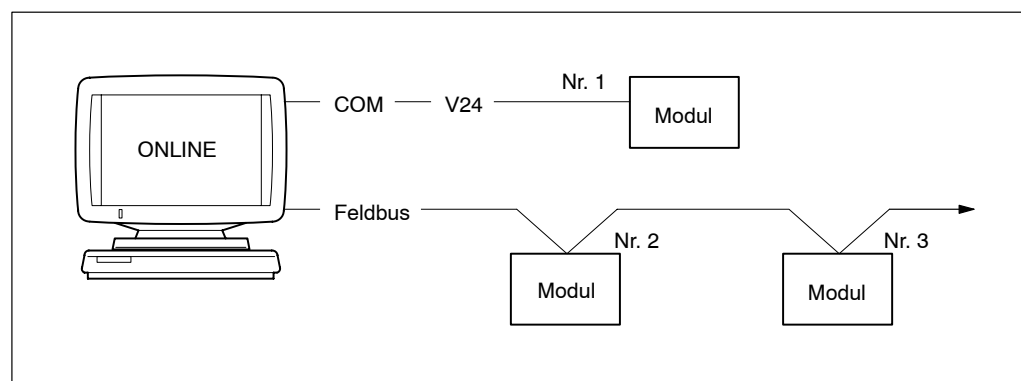 Nr. 1
COM V24
Modul
ONLINE
Feldbus
Nr. 2
Nr. 3
Modul
Modul